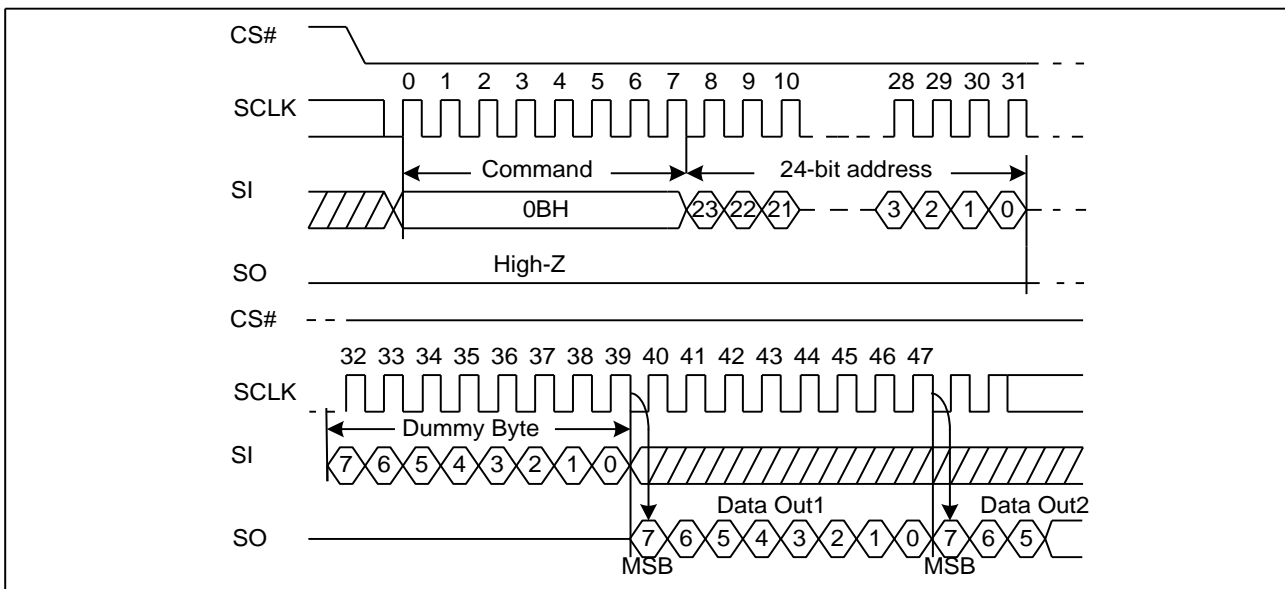 CS#
0 1 2 3 4 5 6 7 8 9 10 28 29 30 31
SCLK
Command 24-bit address
SI
0BH 23 22 21 3 2 1 0
High-Z
SO
CS#
32 33 34 35 36 37 38 39 40 41 42 43 44 45 46 47
SCLK
Dummy Byte
SI
7 6 5 4 3 2 1 0
Data Out1 Data Out2
SO
7 6 5 4 3 2 1 0 7 6 5
MSB MSB